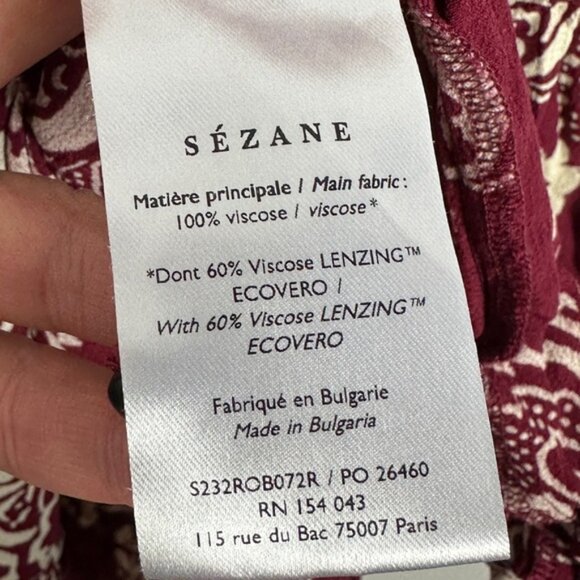 SÉZANE
Matière principale / Main fabric:
100% viscose / viscose*
*Dont 60% Viscose LENZING™
ECOVERO /
With 60% Viscose LENZING™
ECOVERO
Fabriqué en Bulgarie
Made in Bulgaria
S232ROB072R / PO 26460
RN 154 043
115 rue du Bac 75007 Paris